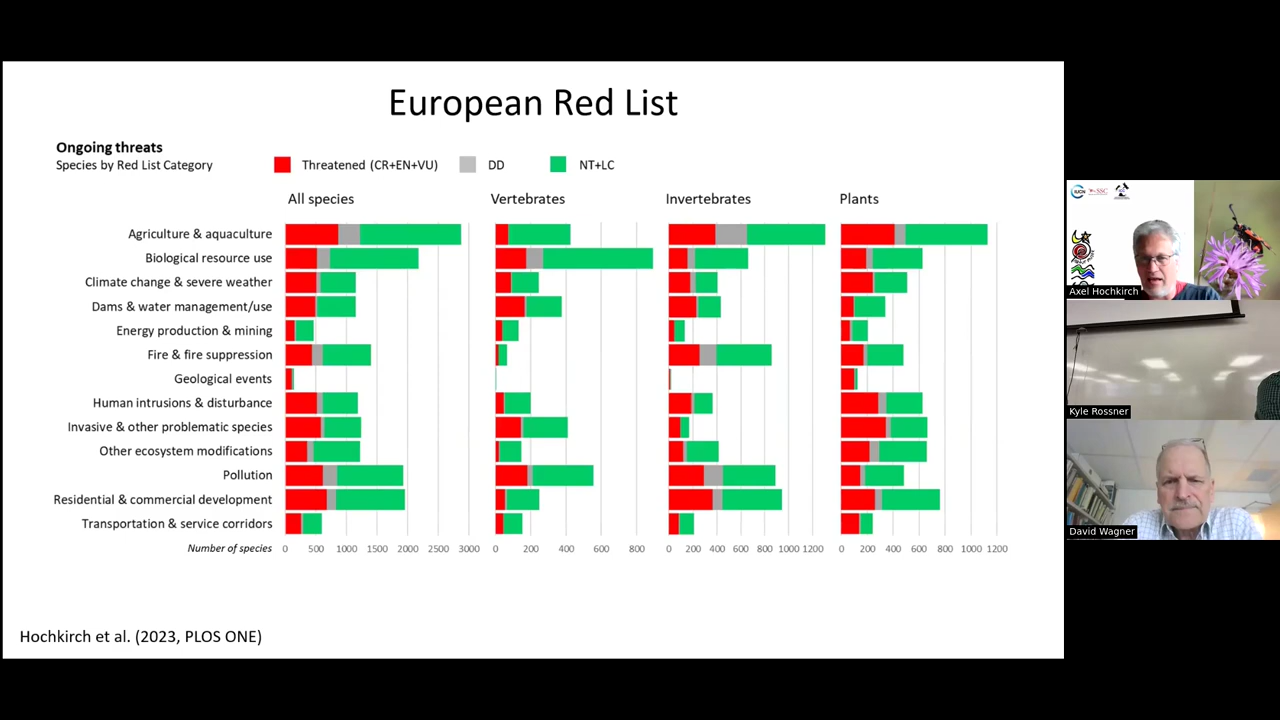 European Red List
Ongoing threats
Species by Red List Category
Threatened (CR+EN+VU)
DD
NT+LC
All species
Vertebrates
Invertebrates
Plants
Agriculture & aquaculture
Biological resource use
Climate change & severe weather
Dams & water management/use
Energy production & mining
Fire & fire suppression
Geological events
Human intrusions & disturbance
Invasive & other problematic species
Other ecosystem modifications
Pollution
Residential & commercial development
Transportation & service corridors
Number of species
0 500 1000 1500 2000 2500 3000
0 200 400 600 800
0 200 400 600 800 1000 1200
0 200 400 600 800 1000 1200
Hochkirch et al. (2023, PLOS ONE)
IUCN
SSC
Axel Hochkirch
Kyle Rossner
David Wagner